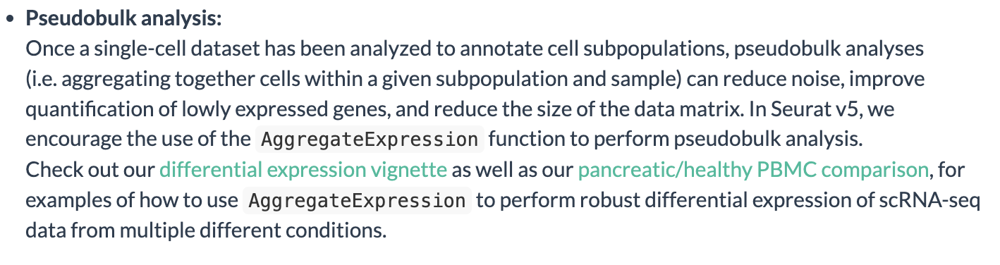 • Pseudobulk analysis:
Once a single-cell dataset has been analyzed to annotate cell subpopulations, pseudobulk analyses
(i.e. aggregating together cells within a given subpopulation and sample) can reduce noise, improve
quantification of lowly expressed genes, and reduce the size of the data matrix. In Seurat v5, we
encourage the use of the AggregateExpression function to perform pseudobulk analysis.
Check out our differential expression vignette as well as our pancreatic/healthy PBMC comparison, for
examples of how to use AggregateExpression to perform robust differential expression of scRNA-seq
data from multiple different conditions.